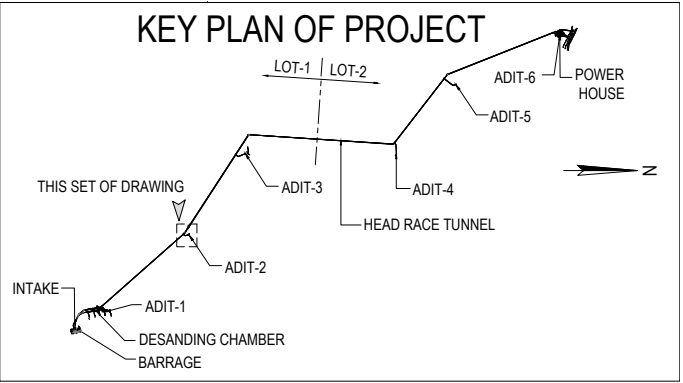 KEY PLAN OF PROJECT
LOT-1
LOT-2
ADIT-6
POWER
HOUSE
ADIT-5
ADIT-3
ADIT-4
THIS SET OF DRAWING
HEAD RACE TUNNEL
N
ADIT-2
INTAKE
ADIT-1
DESANDING CHAMBER
BARRAGE